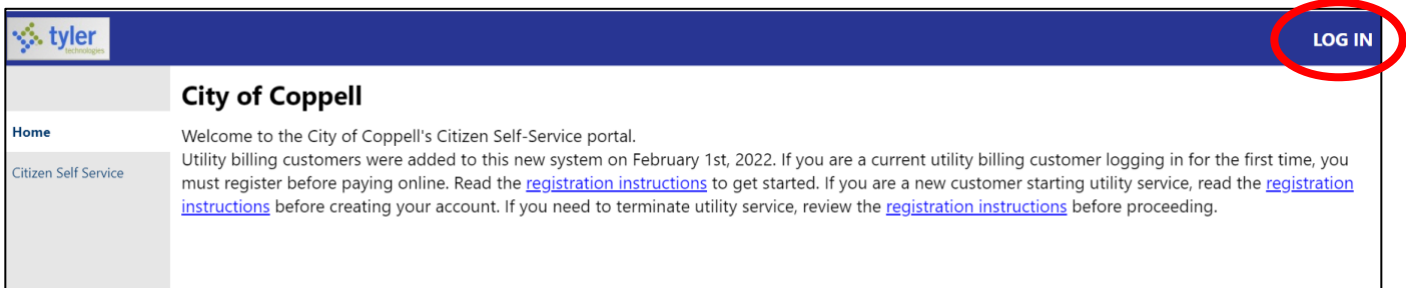 tyler
technologies
LOG IN
City of Coppell
Home
Welcome to the City of Coppell's Citizen Self-Service portal.
Citizen Self Service
Utility billing customers were added to this new system on February 1st, 2022. If you are a current utility billing customer logging in for the first time, you
must register before paying online. Read the registration instructions to get started. If you are a new customer starting utility service, read the registration
instructions before creating your account. If you need to terminate utility service, review the registration instructions before proceeding.